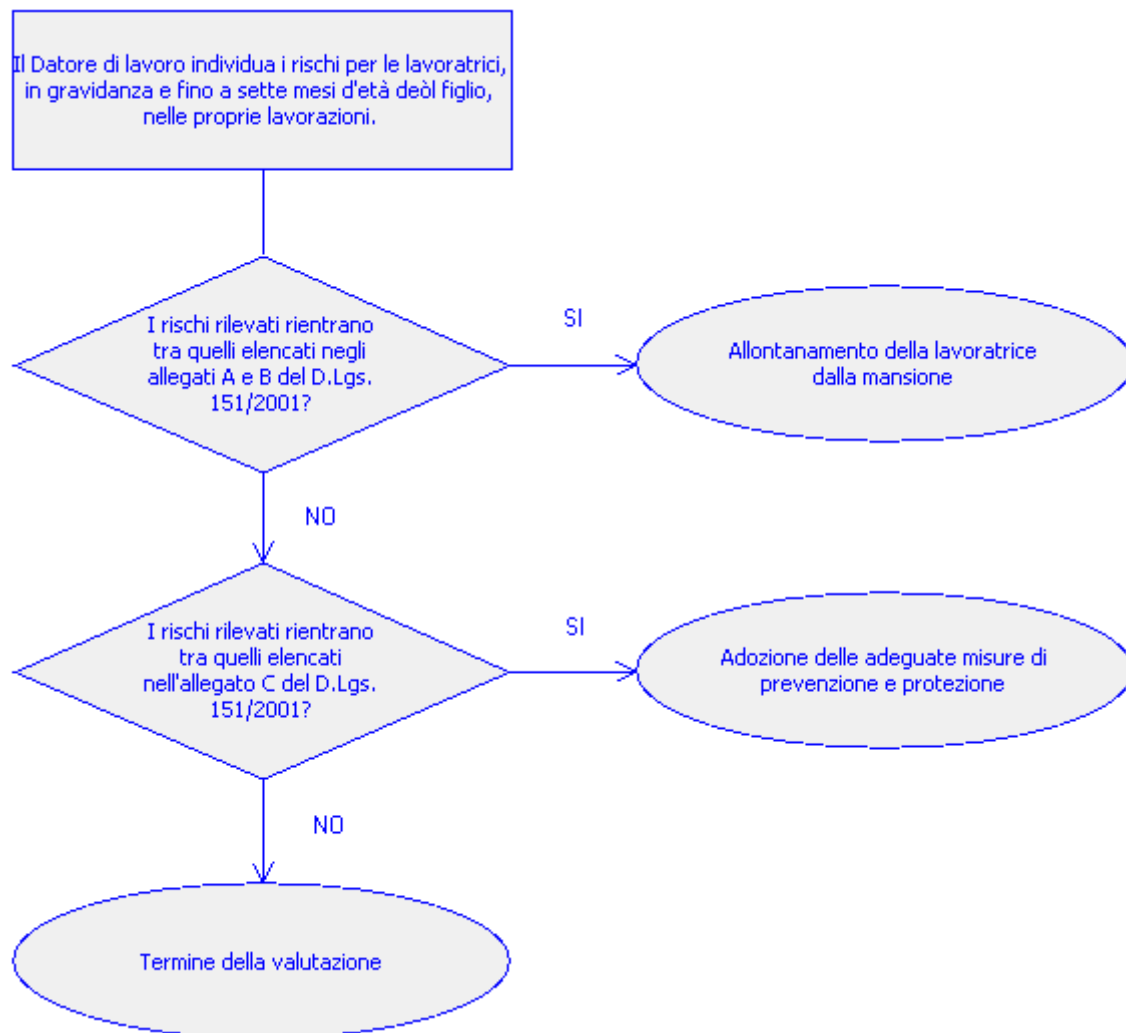 Il Datore di lavoro individua i rischi per le lavoratrici,
in gravidanza e fino a sette mesi d'età deòl figlio,
nelle proprie lavorazioni.
I rischi rilevati rientrano
tra quelli elencati negli
allegati A e B del D.Lgs.
151/2001?
SI
Allontanamento della lavoratrice
dalla mansione
NO
I rischi rilevati rientrano
tra quelli elencati
nell'allegato C del D.Lgs.
151/2001?
SI
Adozione delle adeguate misure di
prevenzione e protezione
NO
Termine della valutazione